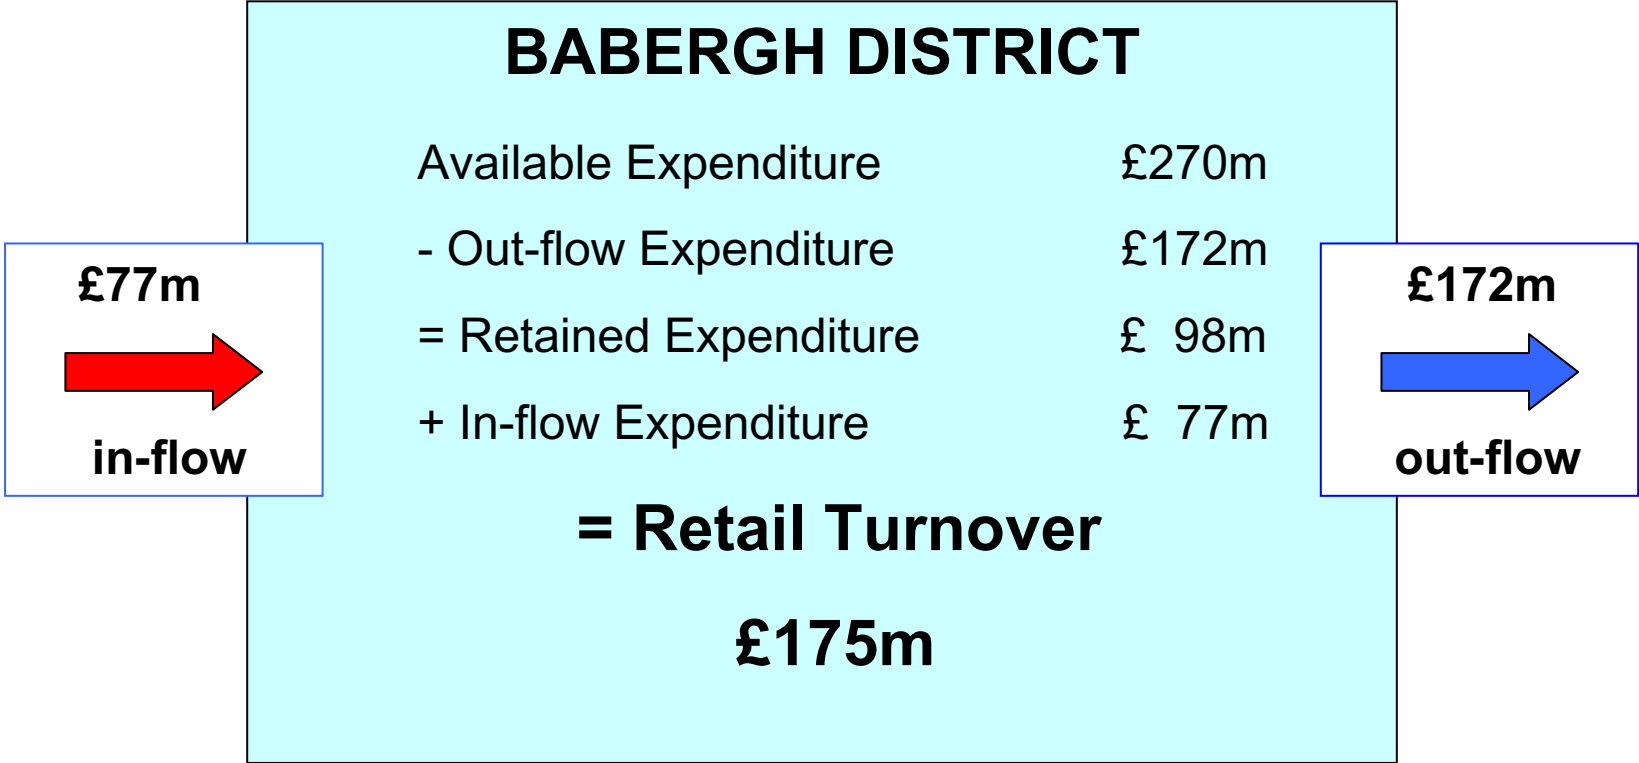 BABERGH DISTRICT
Available Expenditure £270m
- Out-flow Expenditure £172m
= Retained Expenditure £ 98m
+ In-flow Expenditure £ 77m
= Retail Turnover
£175m
£77m
in-flow
£172m
out-flow